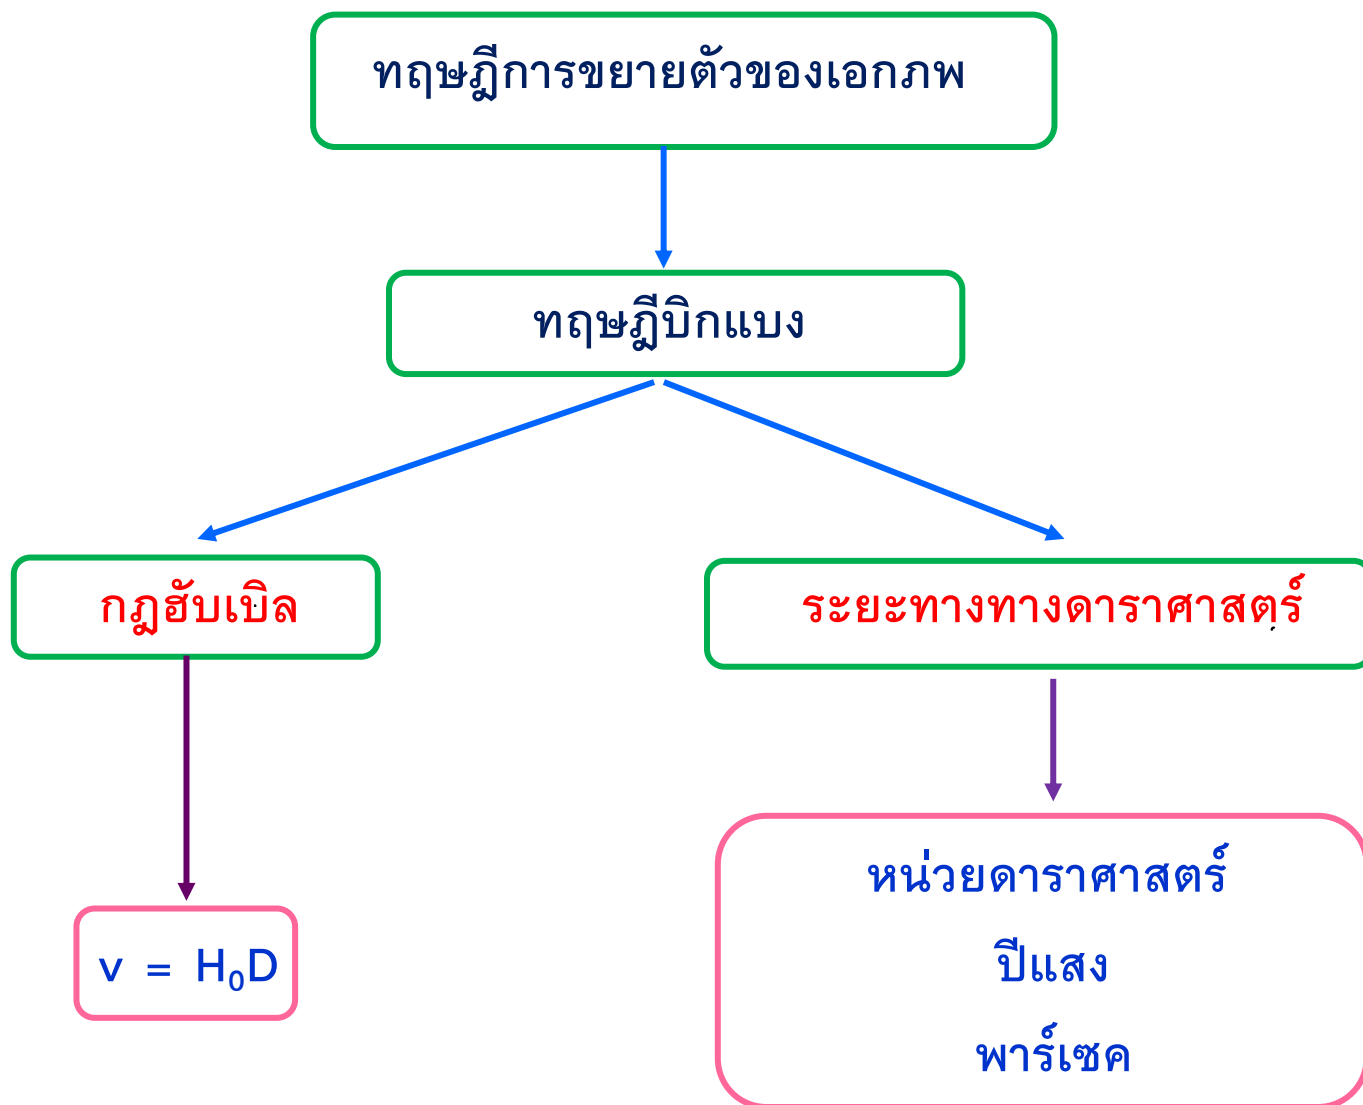 ทฤษฎีการขยายตัวของเอกภพ
ทฤษฎีบิกแบง
กฎฮับเบิล
ระยะทางทางดาราศาสตร์
v = H₀D
หน่วยดาราศาสตร์
ปีแสง
พาร์เซค